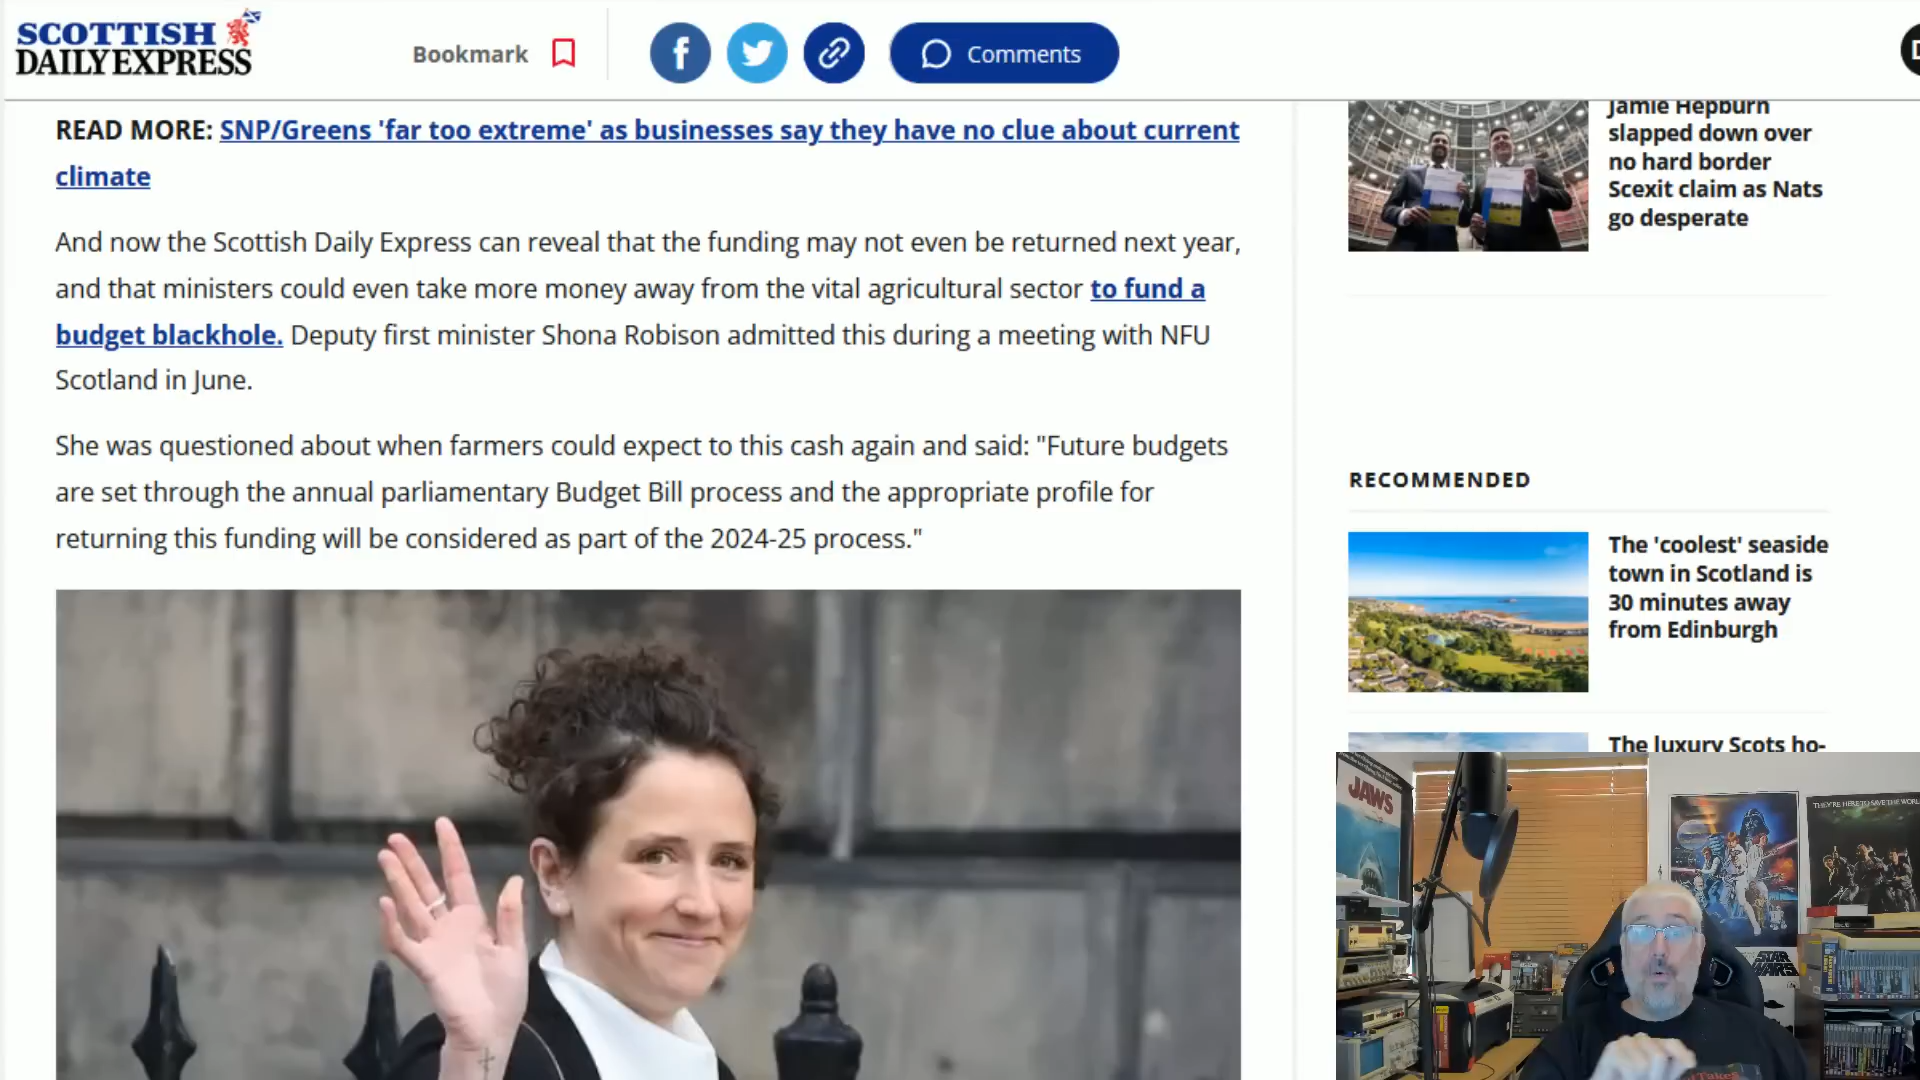 SCOTTISH
DAILY EXPRESS
Bookmark
Comments
READ MORE: SNP/Greens 'far too extreme' as businesses say they have no clue about current
climate
And now the Scottish Daily Express can reveal that the funding may not even be returned next year,
and that ministers could even take more money away from the vital agricultural sector to fund a
budget blackhole. Deputy first minister Shona Robison admitted this during a meeting with NFU
Scotland in June.
She was questioned about when farmers could expect to this cash again and said: "Future budgets
are set through the annual parliamentary Budget Bill process and the appropriate profile for
returning this funding will be considered as part of the 2024-25 process."
Jamie Hepburn
slapped down over
no hard border
Scexit claim as Nats
go desperate
RECOMMENDED
The 'coolest' seaside
town in Scotland is
30 minutes away
from Edinburgh
The luxury Scots ho-
JAWS
THEY'RE HERE TO SAVE THE WORL
STAR
WARS